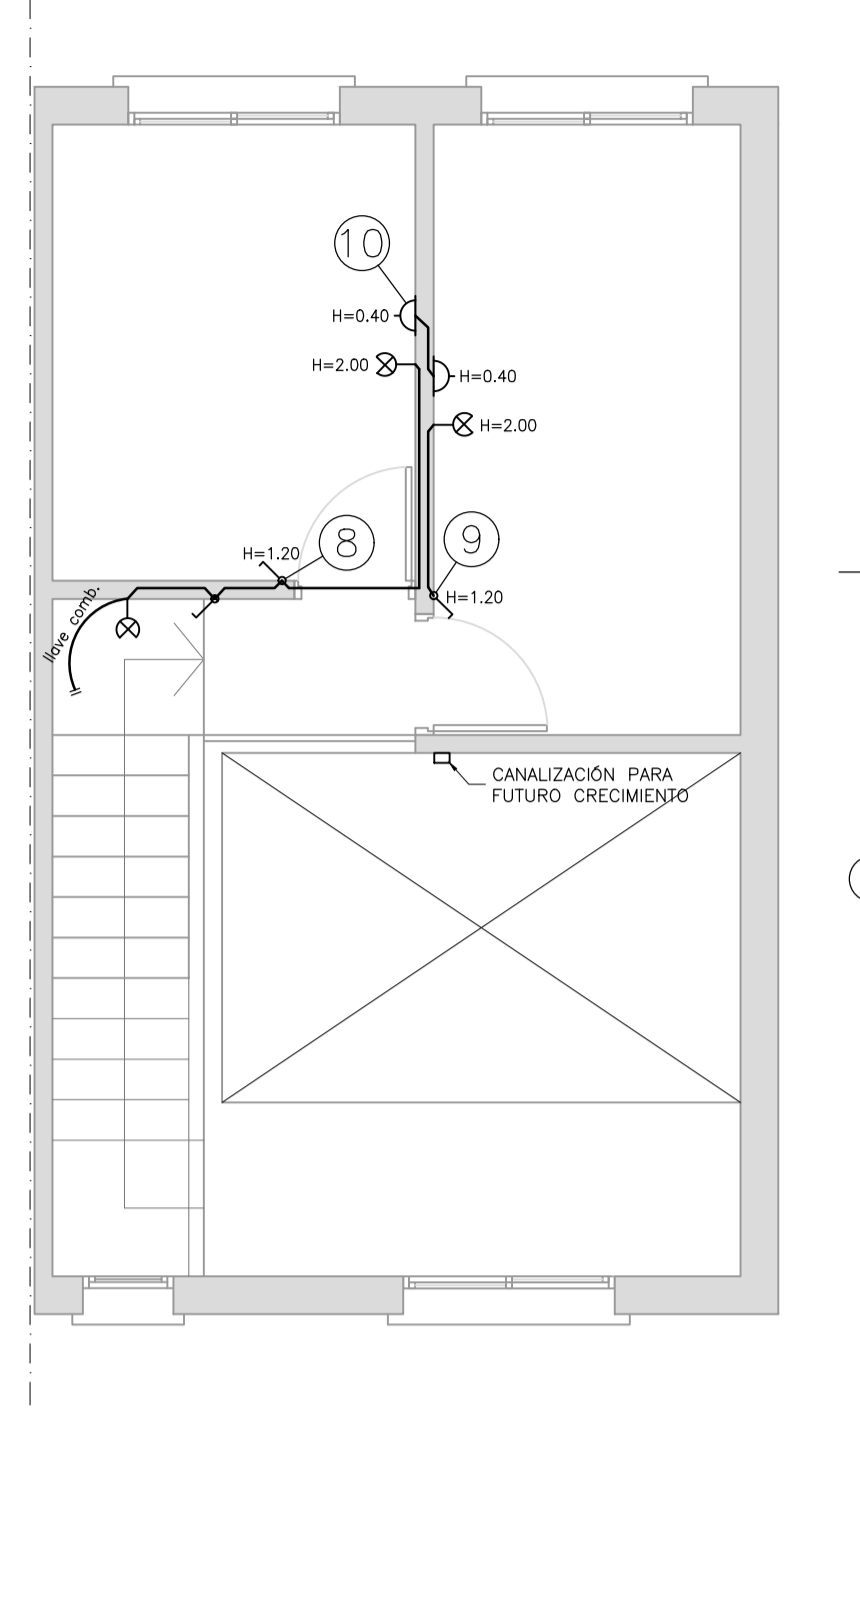 10
H=0.40
H=2.00
H=0.40
H=2.00
8
9
H=1.20
H=1.20
llave comb.
CANALIZACIÓN PARA
FUTURO CRECIMIENTO